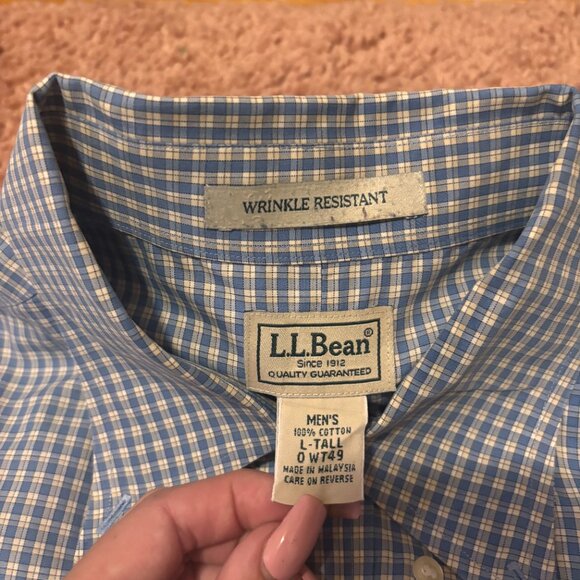 WRINKLE RESISTANT
L.L.Bean®
Since 1912
QUALITY GUARANTEED
MEN'S
100% COTTON
L-TALL
0 WT49
MADE IN MALAYSIA
CARE ON REVERSE